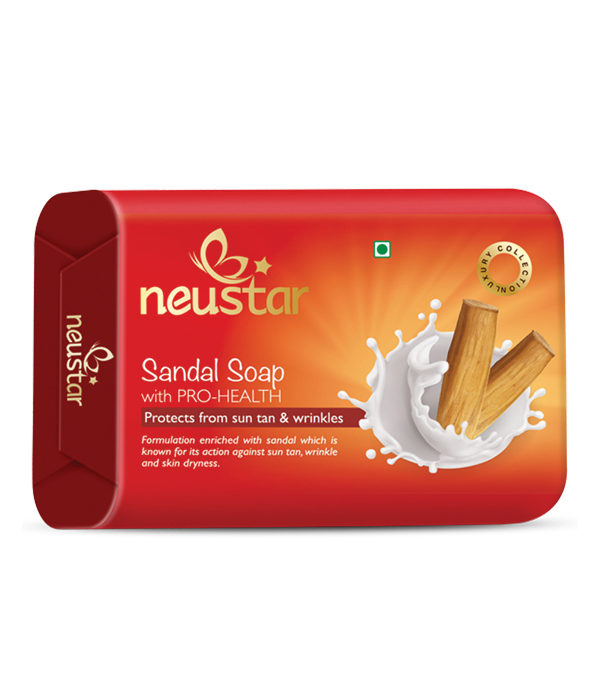 neustar
neustar
LUXURY COLLECTION
Sandal Soap
with PRO-HEALTH
Protects from sun tan & wrinkles
Formulation enriched with sandal which is
known for its action against sun tan, wrinkle
and skin dryness.